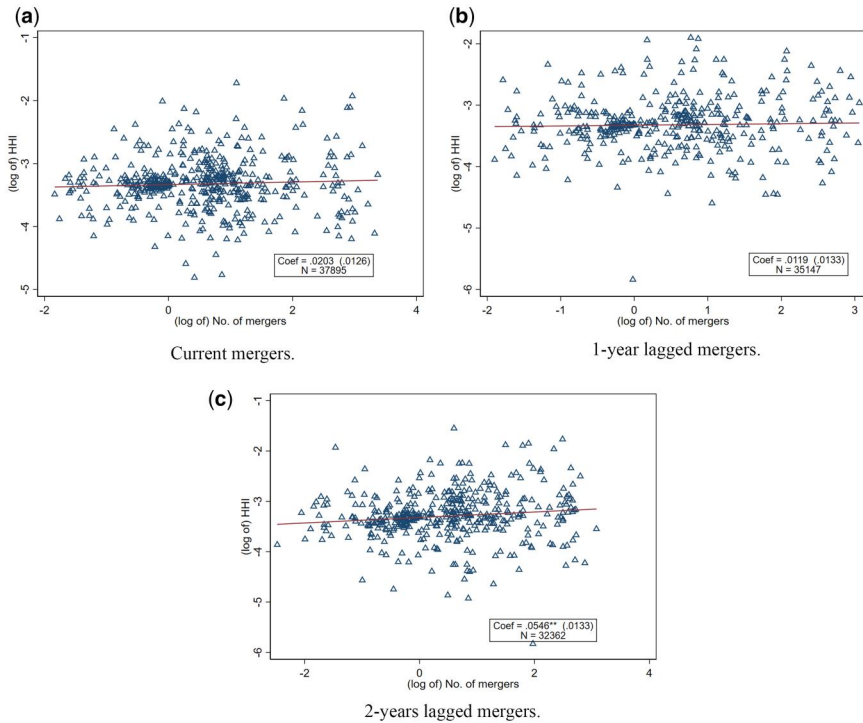 (a)
-1
-2
-3
-4
-5
(log of) HHI
Coef = .0203 (.0126)
N = 37895
-2
0
2
4
(log of) No. of mergers
Current mergers.
(b)
-2
-3
-4
-5
-6
(log of) HHI
Coef = .0119 (.0133)
N = 35147
-2
-1
0
1
2
3
(log of) No. of mergers
1-year lagged mergers.
(c)
-1
-2
-3
-4
-5
-6
(log of) HHI
Coef = .0546** (.0133)
N = 32362
-2
0
2
4
(log of) No. of mergers
2-years lagged mergers.